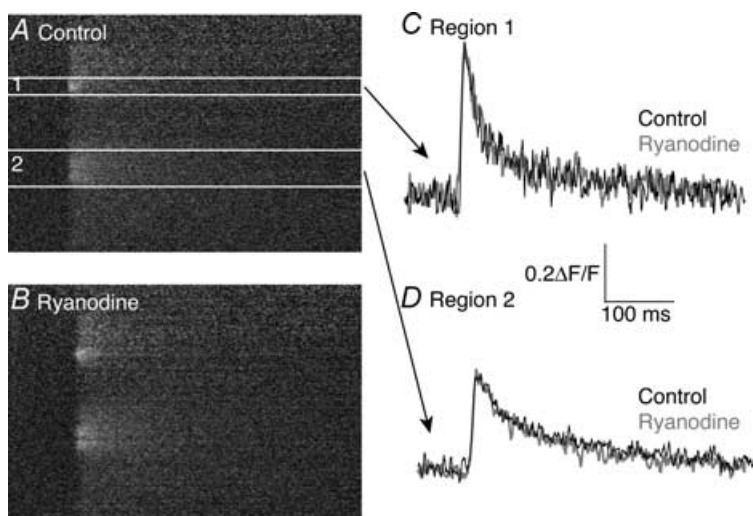 A Control
1
2
B Ryanodine
C Region 1
Control
Ryanodine
0.2ΔF/F
100 ms
D Region 2
Control
Ryanodine